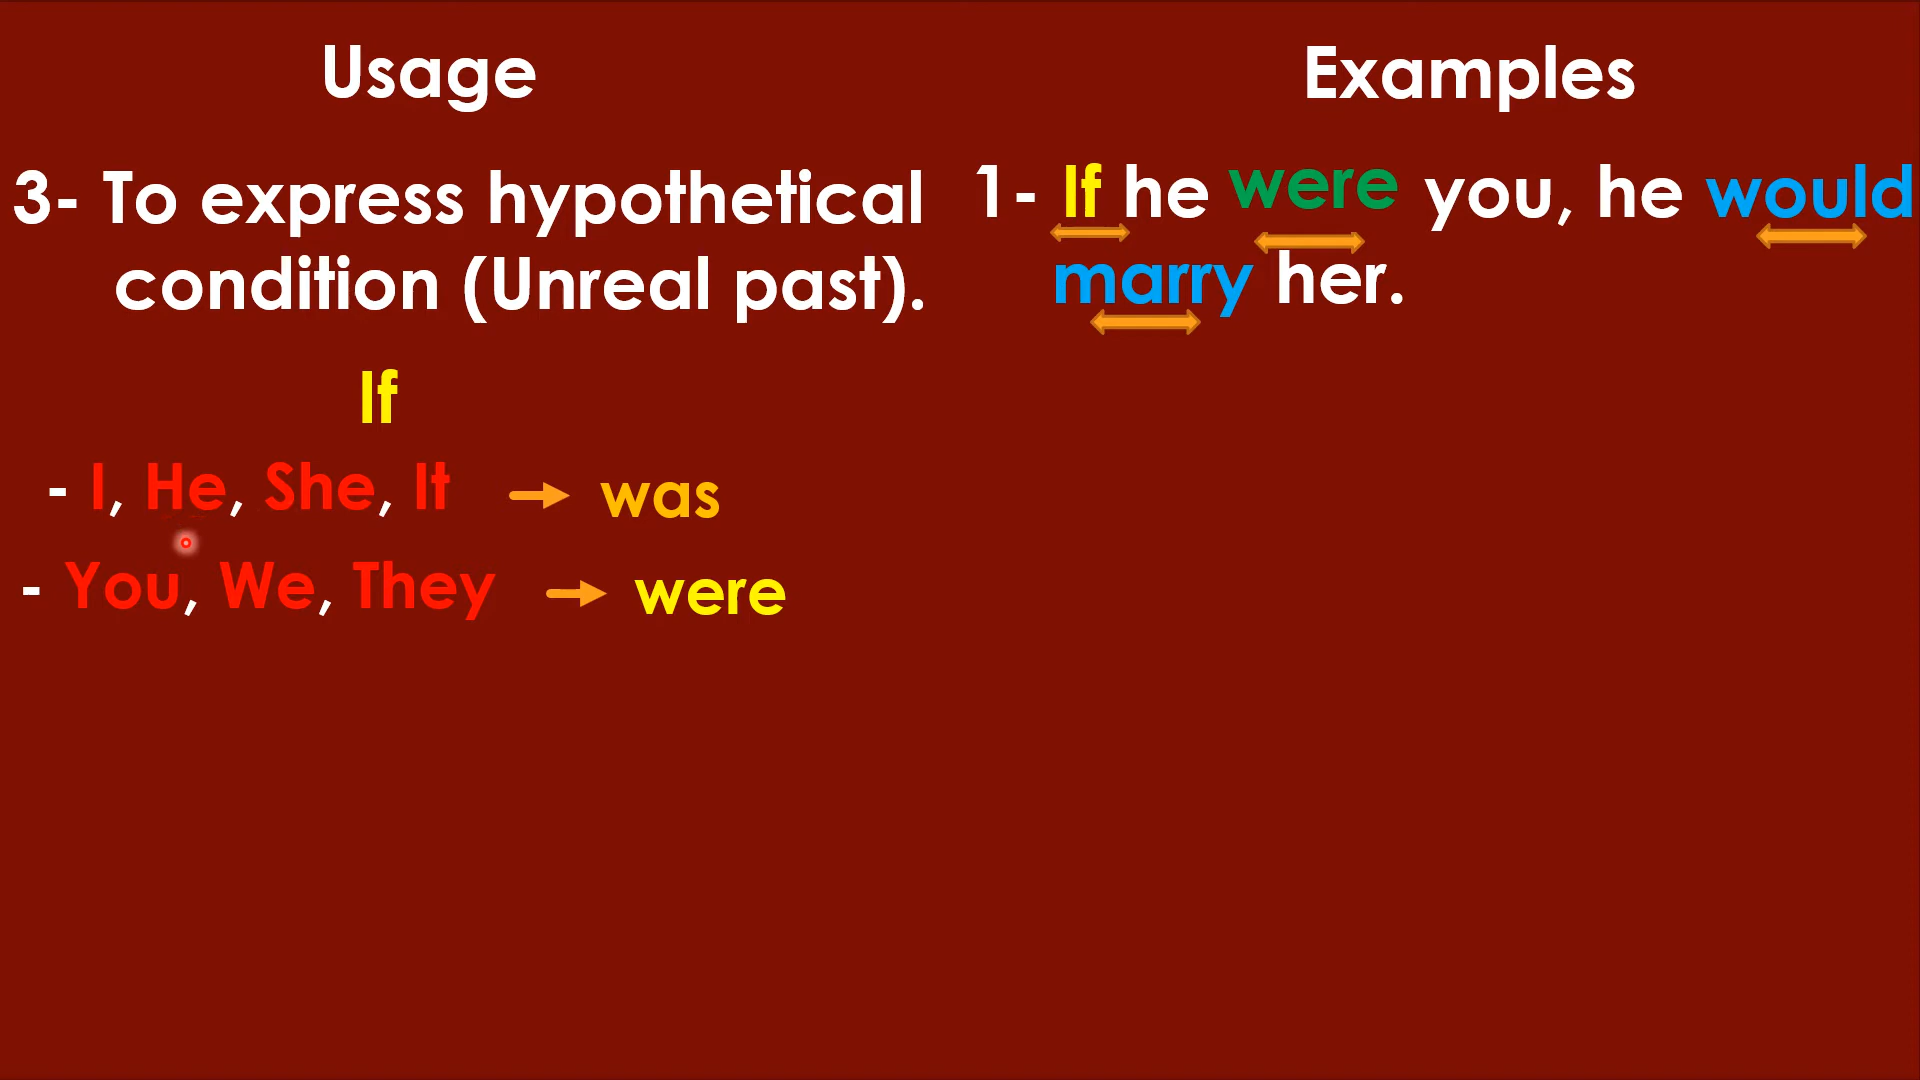 Usage
3- To express hypothetical
condition (Unreal past).
If
- I, He, She, It → was
- You, We, They → were
Examples
1- If he were you, he would
marry her.